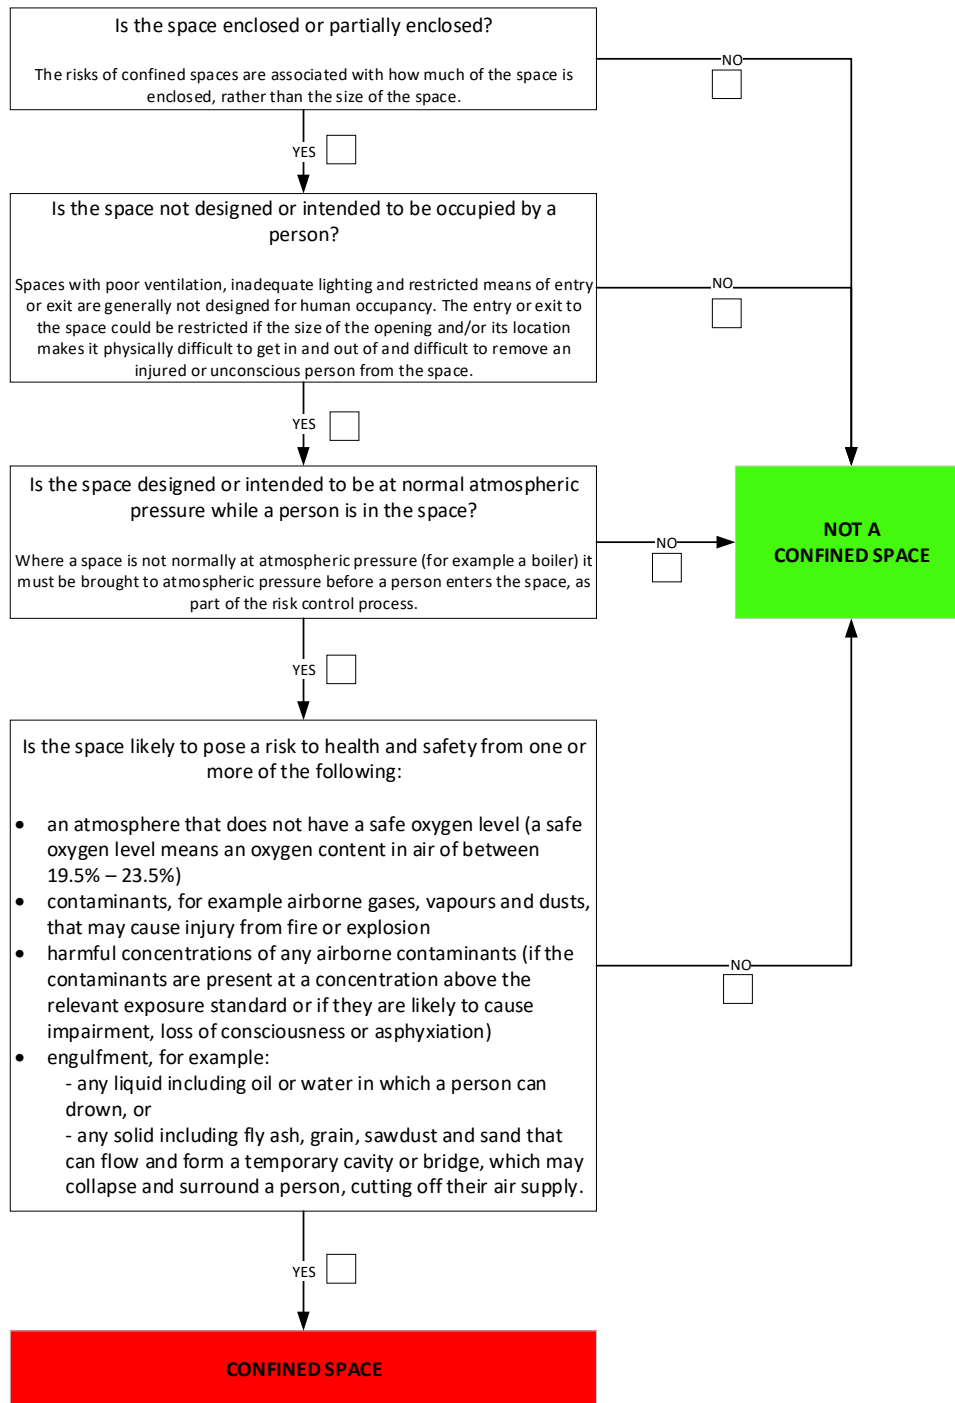 Is the space enclosed or partially enclosed?
The risks of confined spaces are associated with how much of the space is
enclosed, rather than the size of the space.
NO
YES
Is the space not designed or intended to be occupied by a
person?
Spaces with poor ventilation, inadequate lighting and restricted means of entry
or exit are generally not designed for human occupancy. The entry or exit to
the space could be restricted if the size of the opening and/or its location
makes it physically difficult to get in and out of and difficult to remove an
injured or unconscious person from the space.
NO
YES
Is the space designed or intended to be at normal atmospheric
pressure while a person is in the space?
Where a space is not normally at atmospheric pressure (for example a boiler) it
must be brought to atmospheric pressure before a person enters the space, as
part of the risk control process.
NO
NOT A
CONFINED SPACE
YES
Is the space likely to pose a risk to health and safety from one or
more of the following:
• an atmosphere that does not have a safe oxygen level (a safe
oxygen level means an oxygen content in air of between
19.5% – 23.5%)
• contaminants, for example airborne gases, vapours and dusts,
that may cause injury from fire or explosion
• harmful concentrations of any airborne contaminants (if the
contaminants are present at a concentration above the
relevant exposure standard or if they are likely to cause
impairment, loss of consciousness or asphyxiation)
• engulfment, for example:
- any liquid including oil or water in which a person can
drown, or
- any solid including fly ash, grain, sawdust and sand that
can flow and form a temporary cavity or bridge, which may
collapse and surround a person, cutting off their air supply.
NO
YES
CONFINED SPACE